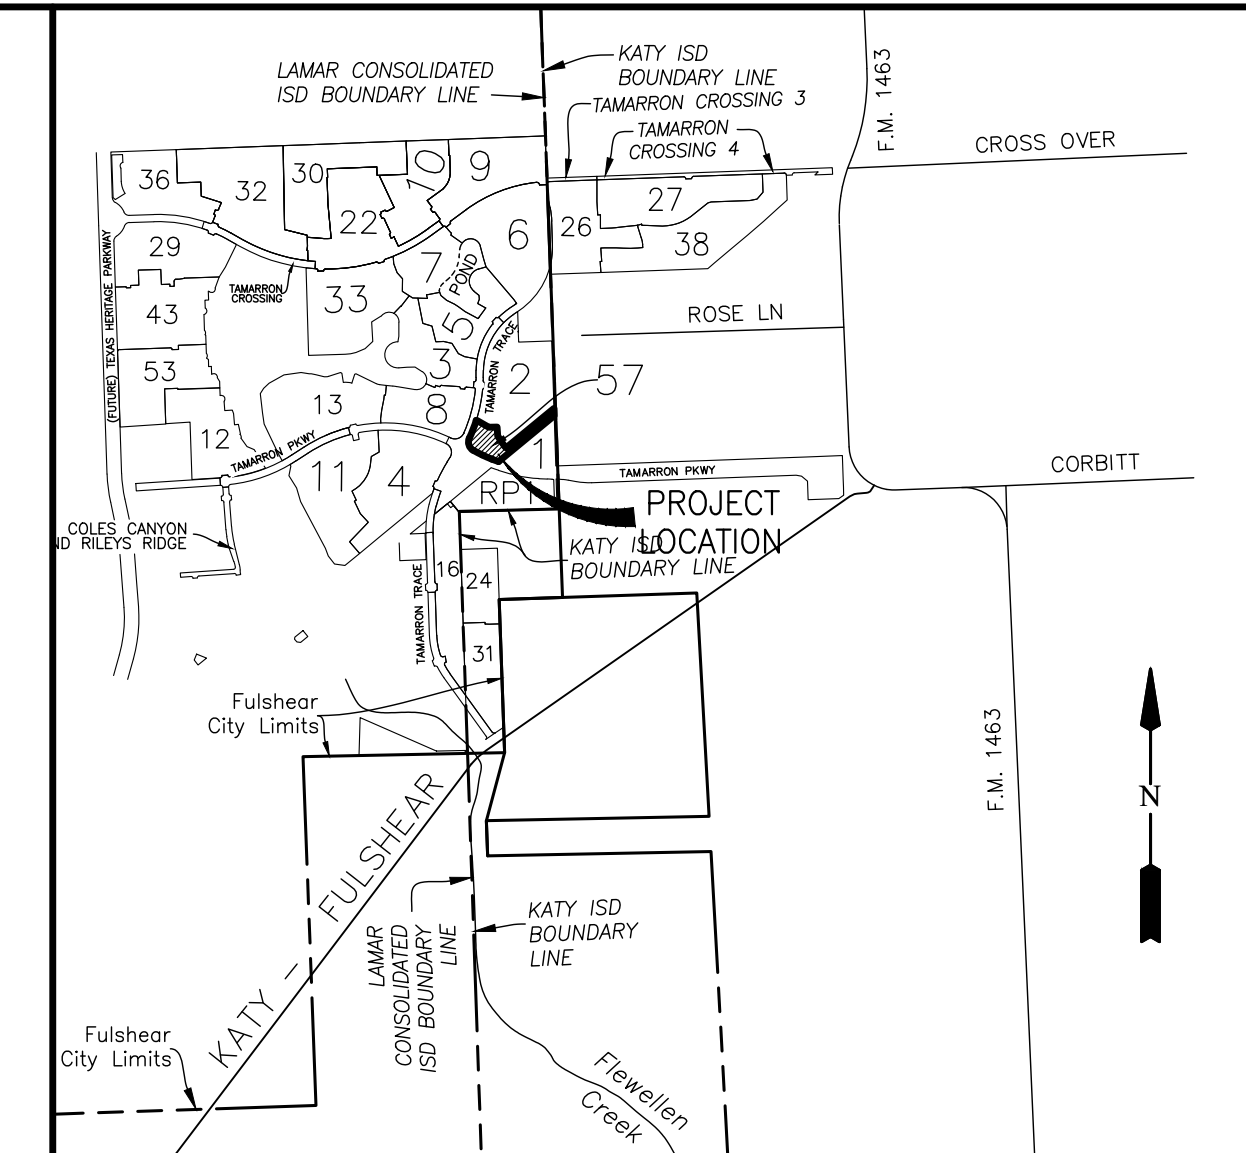 LAMAR CONSOLIDATED
ISD BOUNDARY LINE
KATY ISD
BOUNDARY LINE
TAMARRON CROSSING 3
TAMARRON
CROSSING 4
F.M. 1463
CROSS OVER
36
32
30
22
10
9
6
26
27
38
29
7
POND
TAMARRON
CROSSING
33
5
43
(FUTURE) TEXAS HERITAGE PARKWAY
ROSE LN
TAMARRON TRACE
3
2
57
53
13
8
12
TAMARRON PKWY
11
4
1
RP1
TAMARRON PKWY
CORBITT
PROJECT
LOCATION
COLES CANYON
ND RILEYS RIDGE
KATY ISD
BOUNDARY LINE
16
24
TAMARRON TRACE
31
Fulshear
City Limits
F.M. 1463
N
KATY - FULSHEAR
LAMAR
CONSOLIDATED
ISD BOUNDARY
LINE
KATY ISD
BOUNDARY
LINE
Fulshear
City Limits
Flewellen
Creek